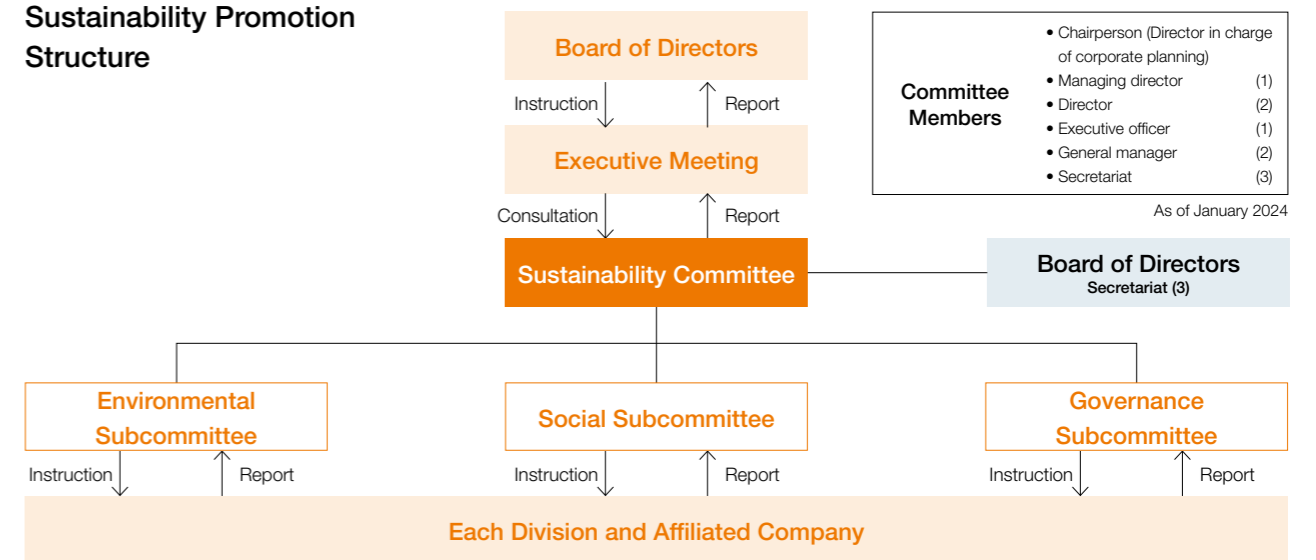 Sustainability Promotion
Structure
Board of Directors
Instruction
Report
Executive Meeting
Consultation
Report
Sustainability Committee
Committee
Members
• Chairperson (Director in charge
of corporate planning)
• Managing director (1)
• Director (2)
• Executive officer (1)
• General manager (2)
• Secretariat (3)
As of January 2024
Board of Directors
Secretariat (3)
Environmental
Subcommittee
Social Subcommittee
Governance
Subcommittee
Instruction
Report
Instruction
Report
Instruction
Report
Each Division and Affiliated Company